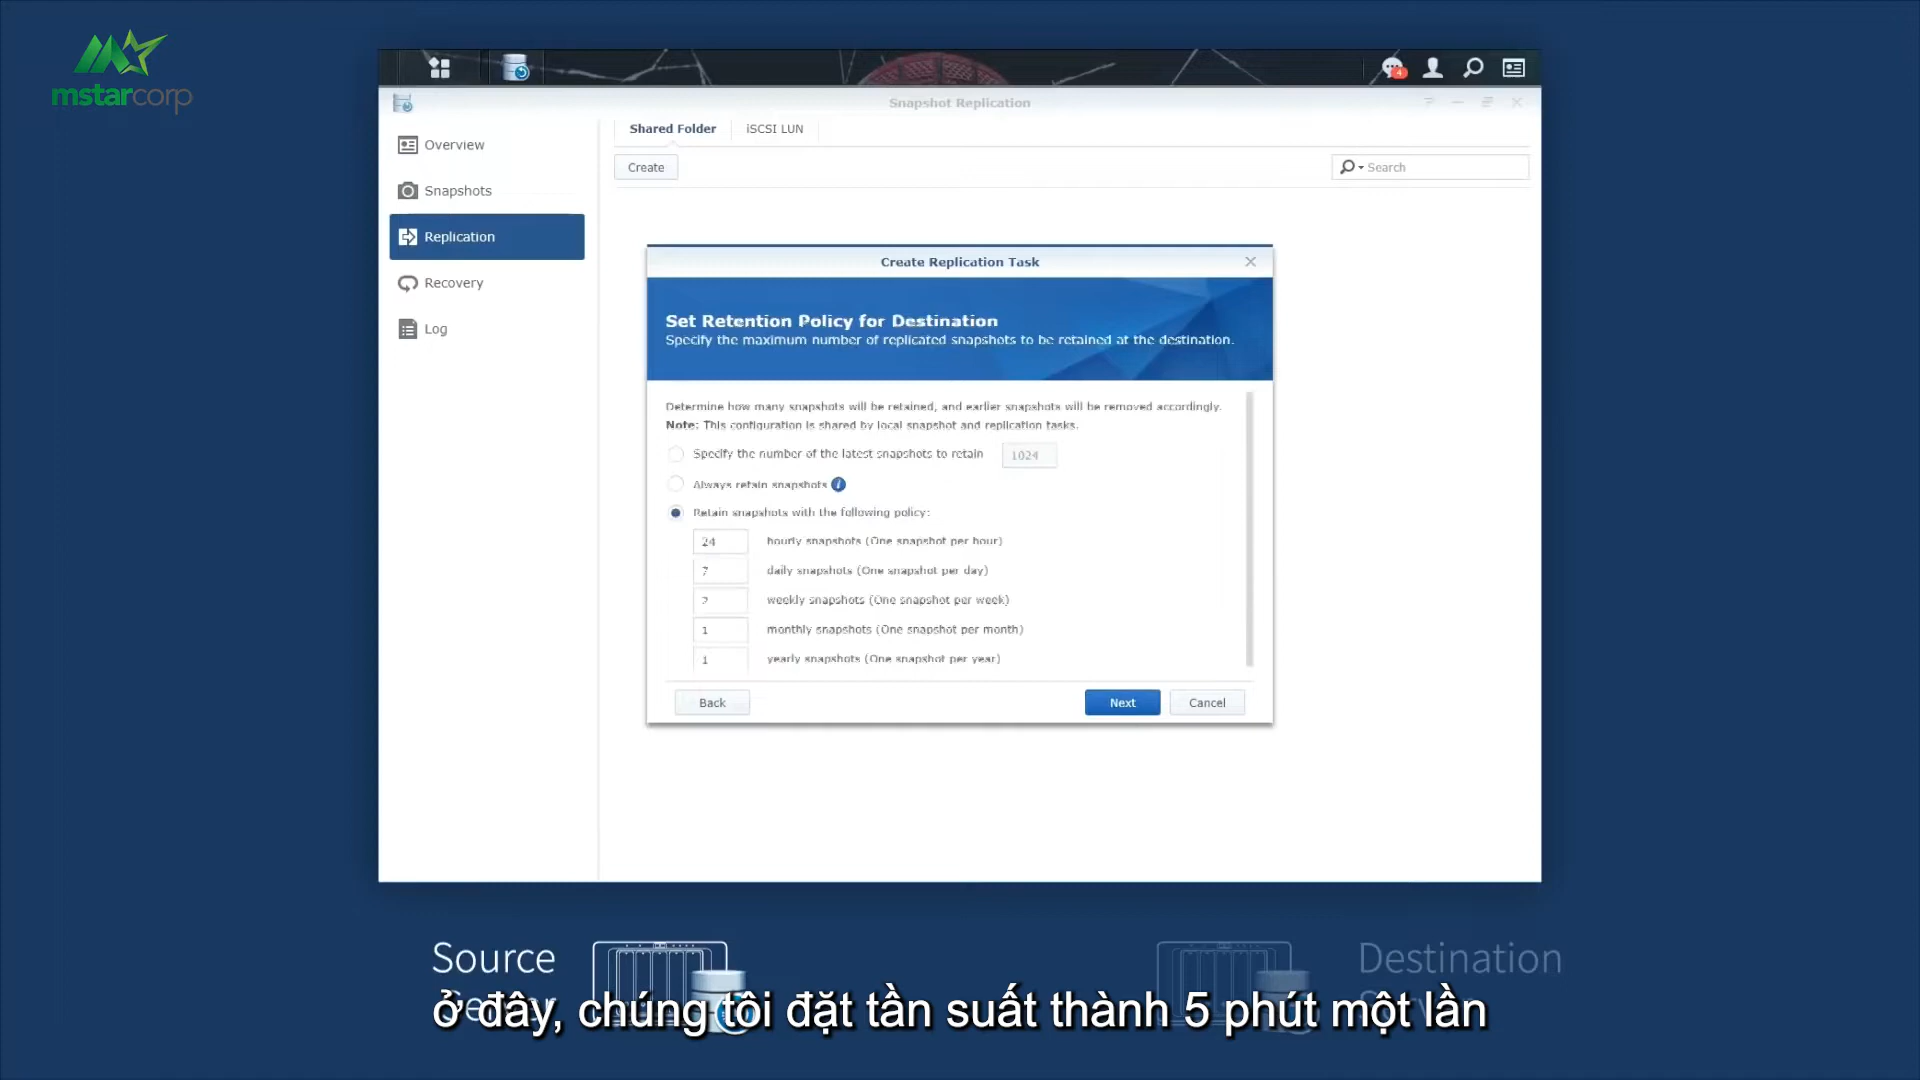 mstarcorp
4
Snapshot Replication
Overview
Snapshots
Replication
Recovery
Log
Shared Folder
iSCSI LUN
Create
Search
Create Replication Task
Set Retention Policy for Destination
Specify the maximum number of replicated snapshots to be retained at the destination.
Determine how many snapshots will be retained, and earlier snapshots will be removed accordingly.
Note: This configuration is shared by local snapshot and replication tasks.
Specify the number of the latest snapshots to retain 1024
Always retain snapshots
Retain snapshots with the following policy:
24 hourly snapshots (One snapshot per hour)
7 daily snapshots (One snapshot per day)
2 weekly snapshots (One snapshot per week)
1 monthly snapshots (One snapshot per month)
1 yearly snapshots (One snapshot per year)
Back
Next
Cancel
Source
Server
Destination
ở đây, chúng tôi đặt tần suất thành 5 phút một lần